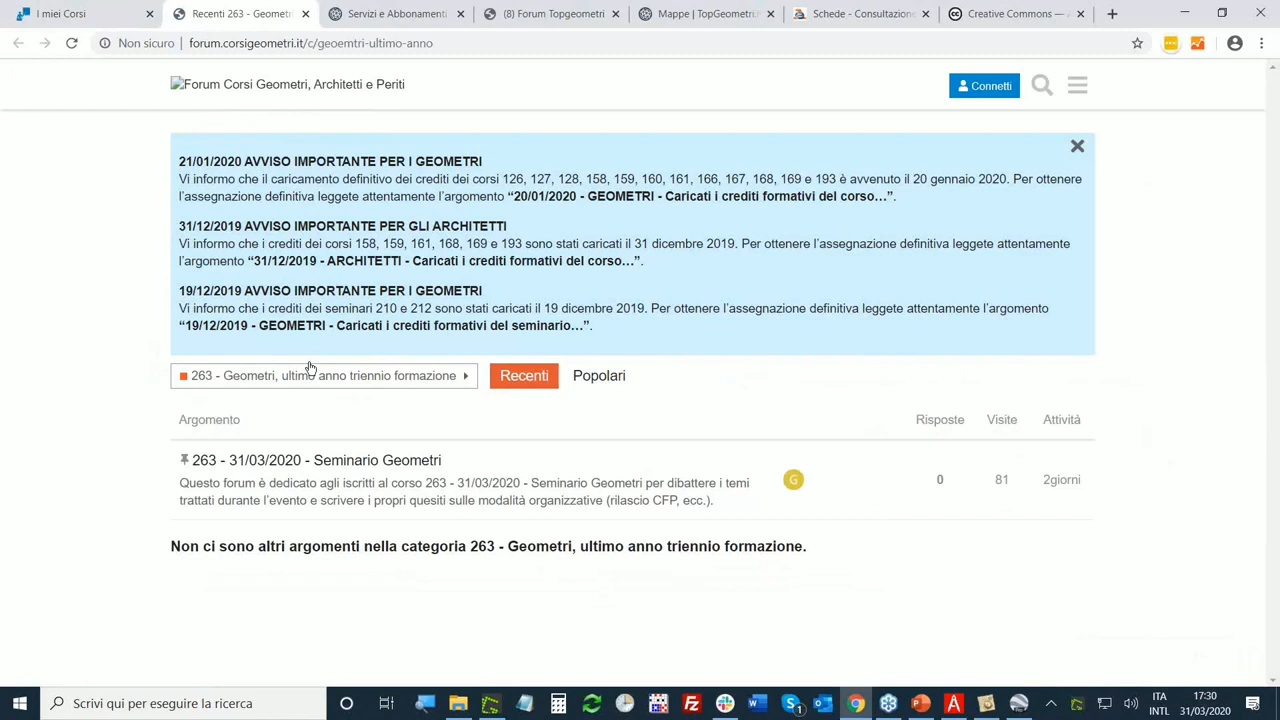 I miei Corsi
Recenti 263 - Geometri
Servizi e Abbonamenti
(8) Forum Topgeometri
Mappe | TopGeometri
Schede - Consultazione
Creative Commons —
Non sicuro | forum.corsigeometri.it/c/geoemtri-ultimo-anno
Forum Corsi Geometri, Architetti e Periti
Connetti
21/01/2020 AVVISO IMPORTANTE PER I GEOMETRI
Vi informo che il caricamento definitivo dei crediti dei corsi 126, 127, 128, 158, 159, 160, 161, 166, 167, 168, 169 e 193 è avvenuto il 20 gennaio 2020. Per ottenere
l’assegnazione definitiva leggete attentamente l’argomento “20/01/2020 - GEOMETRI - Caricati i crediti formativi del corso…”.
31/12/2019 AVVISO IMPORTANTE PER GLI ARCHITETTI
Vi informo che i crediti dei corsi 158, 159, 161, 168, 169 e 193 sono stati caricati il 31 dicembre 2019. Per ottenere l’assegnazione definitiva leggete attentamente
l’argomento “31/12/2019 - ARCHITETTI - Caricati i crediti formativi del corso…”.
19/12/2019 AVVISO IMPORTANTE PER I GEOMETRI
Vi informo che i crediti dei seminari 210 e 212 sono stati caricati il 19 dicembre 2019. Per ottenere l’assegnazione definitiva leggete attentamente l’argomento
“19/12/2019 - GEOMETRI - Caricati i crediti formativi del seminario…”.
263 - Geometri, ultimo anno triennio formazione
Recenti
Popolari
Argomento
Risposte
Visite
Attività
263 - 31/03/2020 - Seminario Geometri
Questo forum è dedicato agli iscritti al corso 263 - 31/03/2020 - Seminario Geometri per dibattere i temi
trattati durante l’evento e scrivere i propri quesiti sulle modalità organizzative (rilascio CFP, ecc.).
G
0
81
2giorni
Non ci sono altri argomenti nella categoria 263 - Geometri, ultimo anno triennio formazione.
Scrivi qui per eseguire la ricerca
ITA
INTL
17:30
31/03/2020